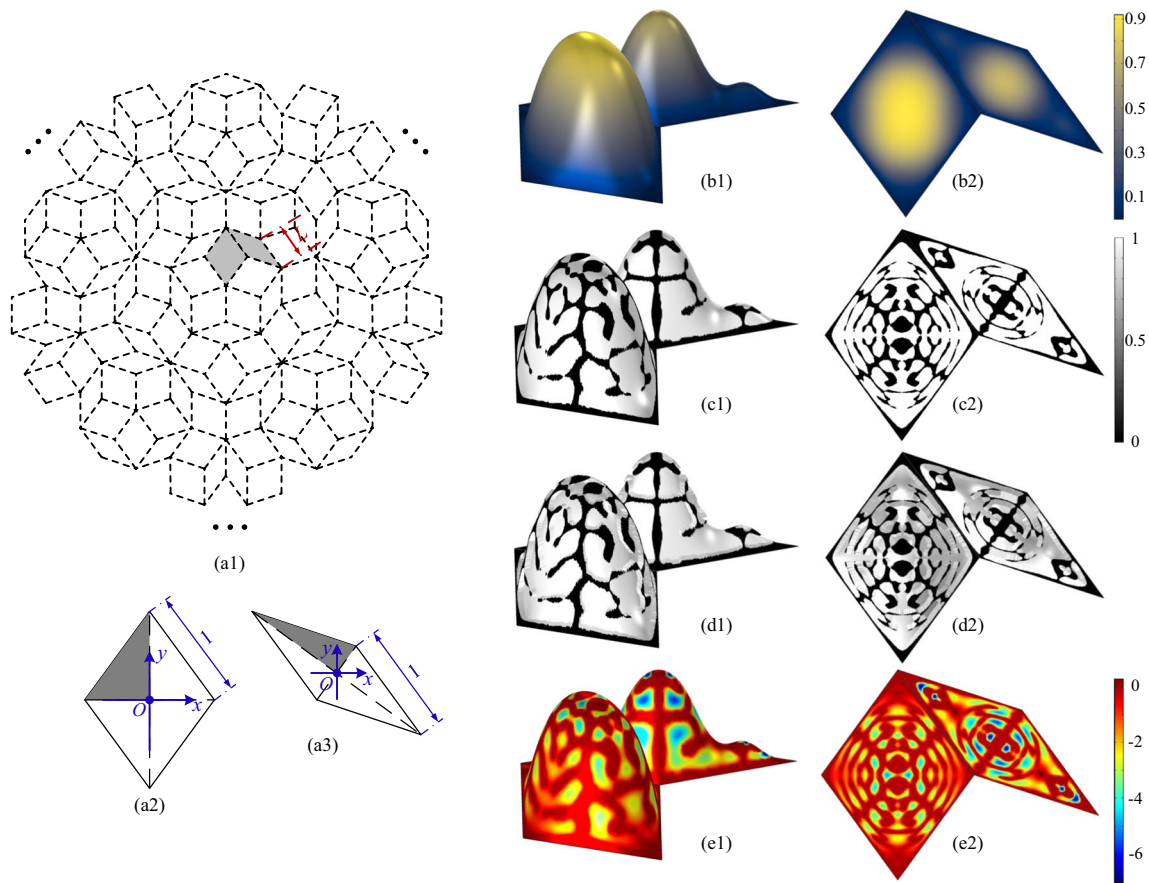 (a1)
L
1
y
O
x
(a2)
1
y
O
x
(a3)
(b1)
(b2)
0.9
0.7
0.5
0.3
0.1
(c1)
(c2)
1
0.5
0
(d1)
(d2)
(e1)
(e2)
0
-2
-4
-6